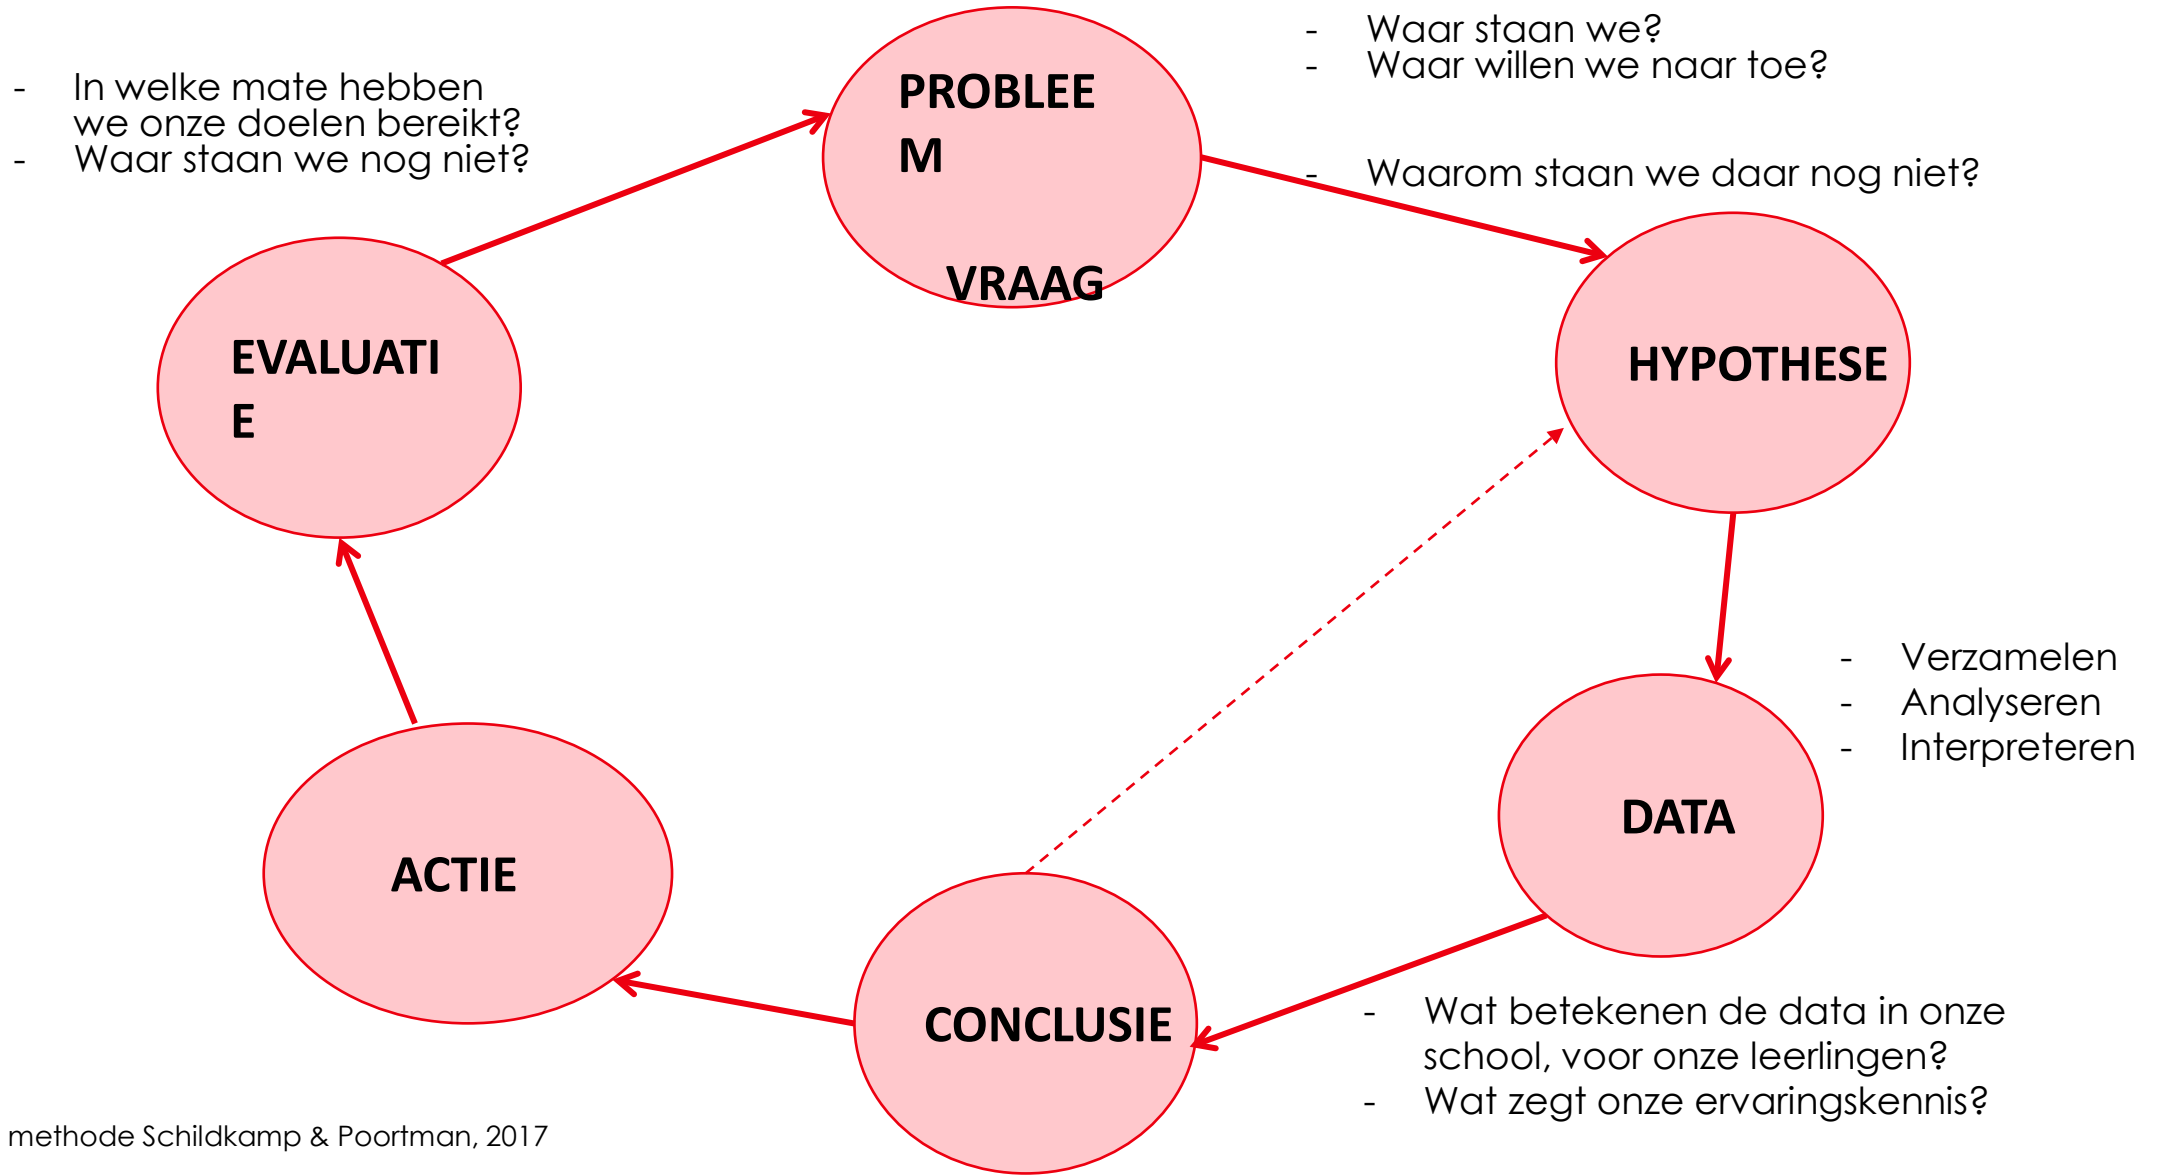 - Waar staan we?
- Waar willen we naar toe?
- Waarom staan we daar nog niet?
- In welke mate hebben
we onze doelen bereikt?
- Waar staan we nog niet?
PROBLEE
M
VRAAG
HYPOTHESE
EVALUATI
E
- Verzamelen
- Analyseren
- Interpreteren
DATA
ACTIE
CONCLUSIE
- Wat betekenen de data in onze
school, voor onze leerlingen?
- Wat zegt onze ervaringskennis?
methode Schildkamp & Poortman, 2017